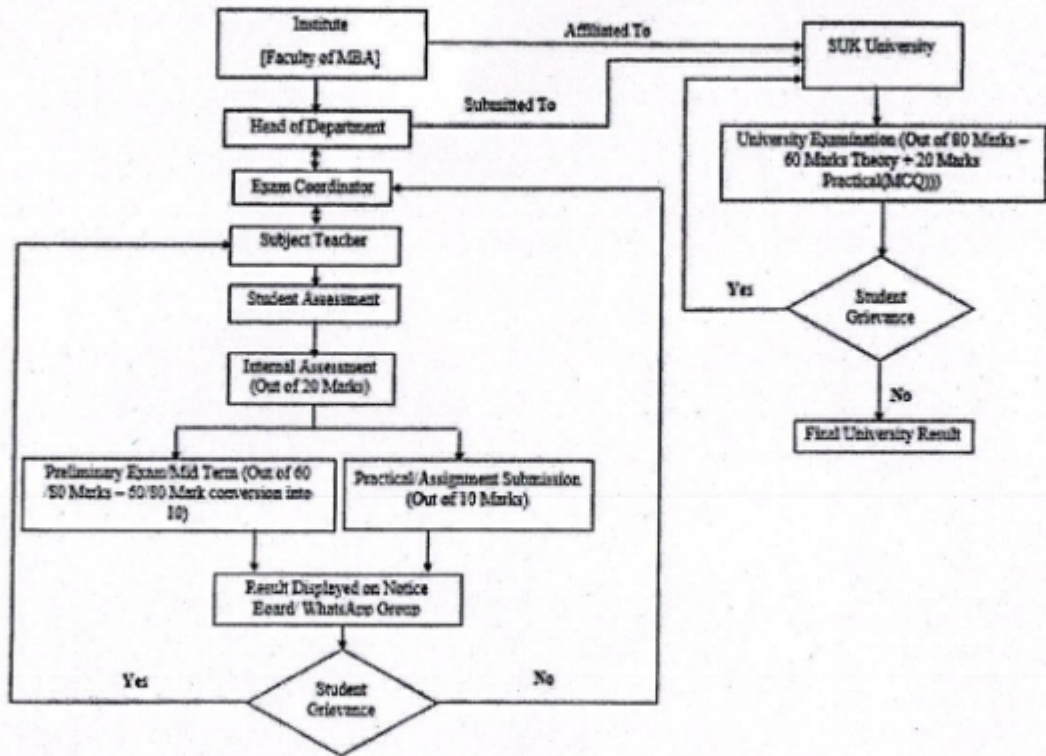 Institute
[Faculty of MBA]
Affiliated To
SUK University
Submitted To
Head of Department
University Examination (Out of 80 Marks –
60 Marks Theory + 20 Marks
Practical(MCQ)))
Exam Coordinator
Subject Teacher
Student Assessment
Yes
Student
Grievance
Internal Assessment
(Out of 20 Marks)
No
Final University Result
Preliminary Exam/Mid Term (Out of 60
/80 Marks – 60/80 Mark conversion into
10)
Practical/Assignment Submission
(Out of 10 Marks)
Result Displayed on Notice
Board/ WhatsApp Group
Yes
No
Student
Grievance